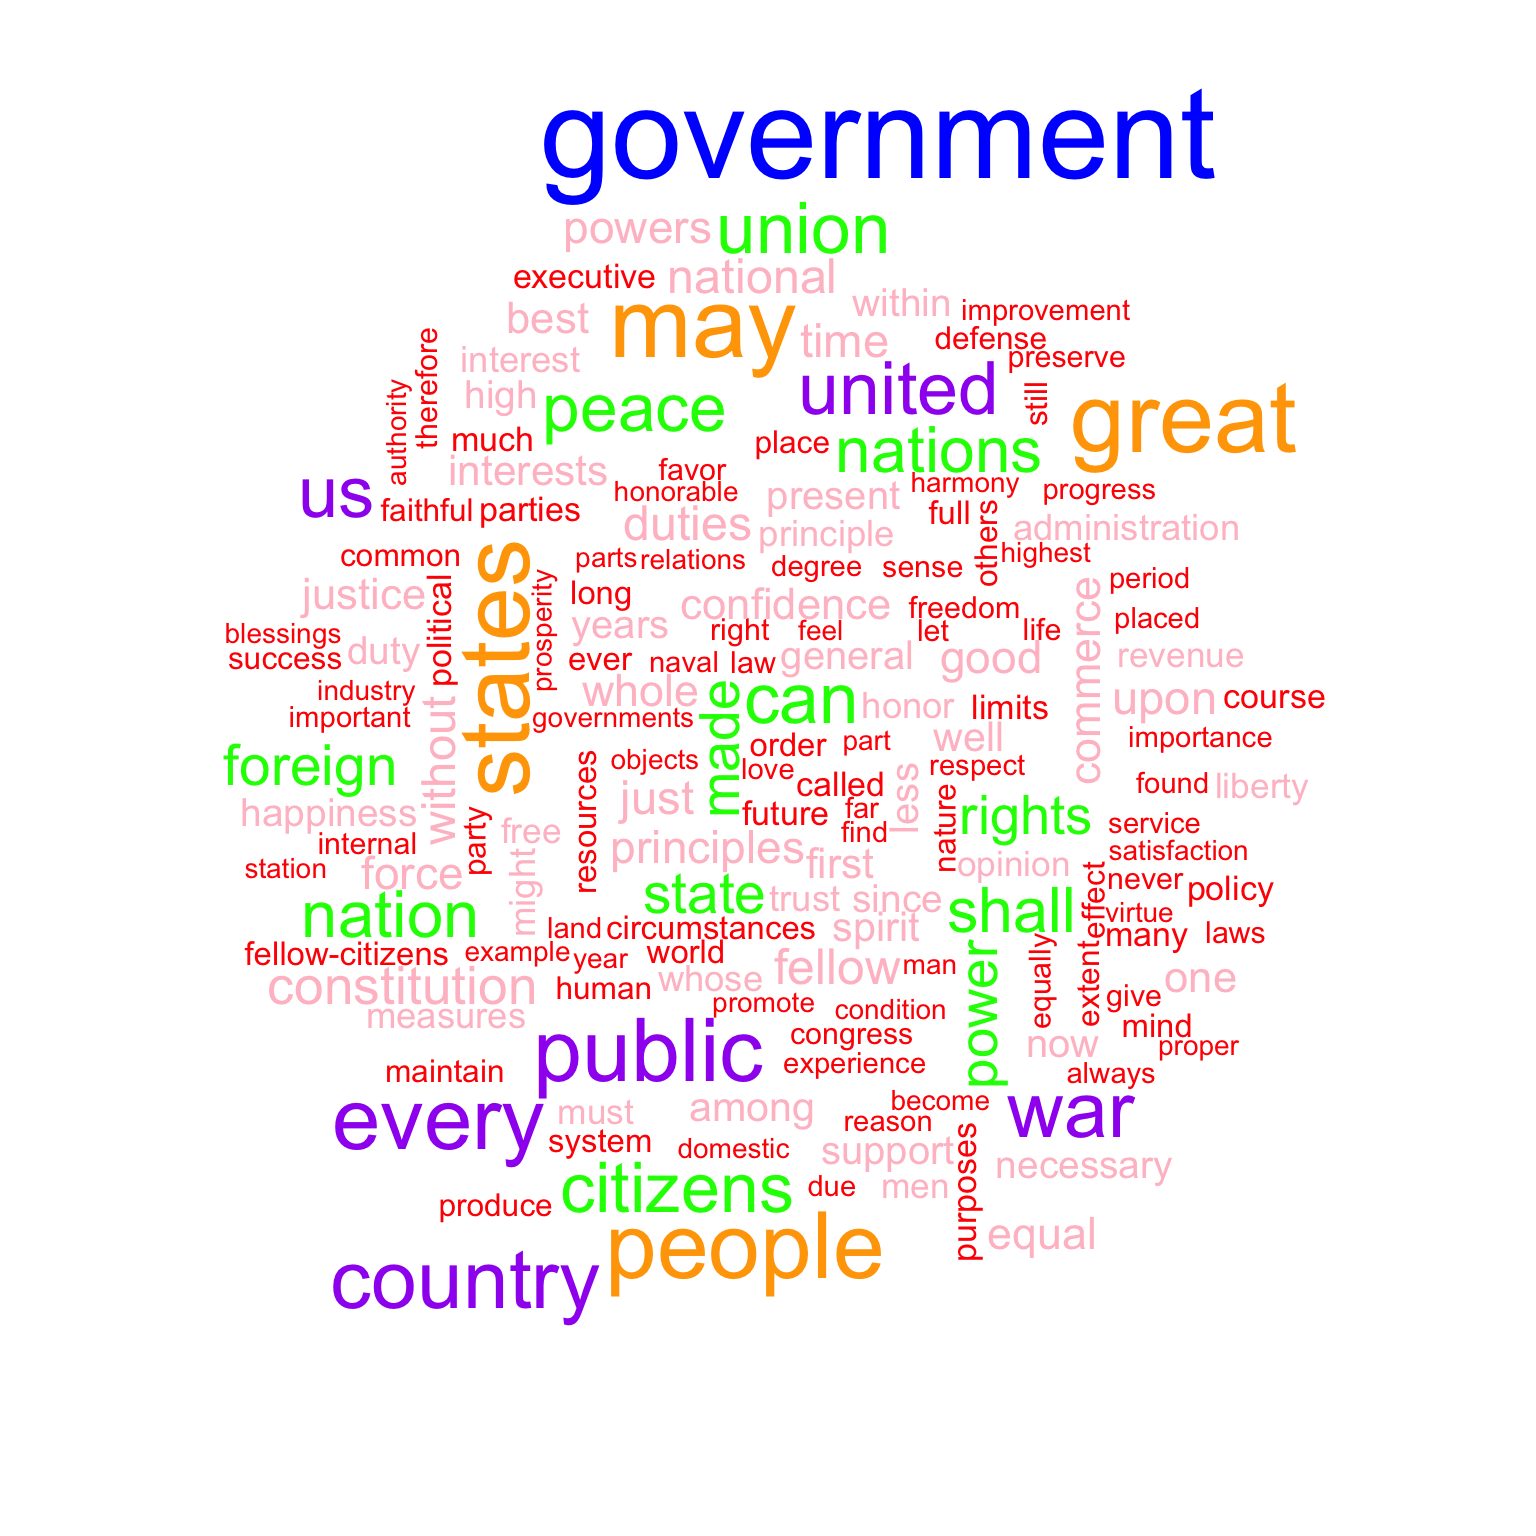 government
powers union
executive national
best may time within improvement
defense
interest preserve
therefore high peace united still great
authority much place nations
interests favor
us faithful parties honorable present harmony progress
duties principle full others administration
common states parts relations degree sense highest
justice political prosperity long confidence freedom commerce period
blessings years right feel let life placed
success duty ever naval law general good revenue
industry whole made can honor limits upon course
important without governments
foreign resources objects order part well importance
love called less respect found liberty
happiness just future far nature rights service
internal party free find
station force might principles first opinion satisfaction
nation state trust since shall effect never policy
land circumstances spirit virtue
fellow-citizens example year world power equally extent many laws
constitution human whose fellow man one
measures promote condition give
congress now mind proper
maintain public experience always
every must among become war
system domestic reason purposes
support necessary
produce citizens due men
people equal
country